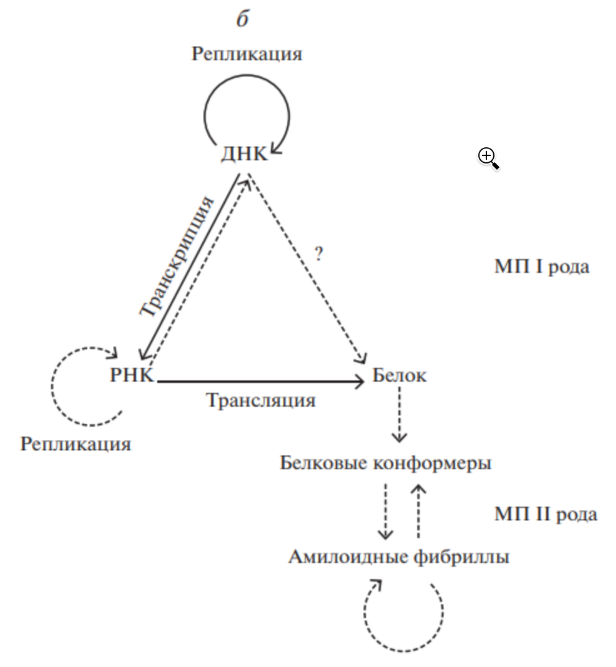 б
Репликация
ДНК
Транскрипция
?
МП I рода
РНК
Белок
Трансляция
Репликация
Белковые конформеры
МП II рода
Амилоидные фибриллы